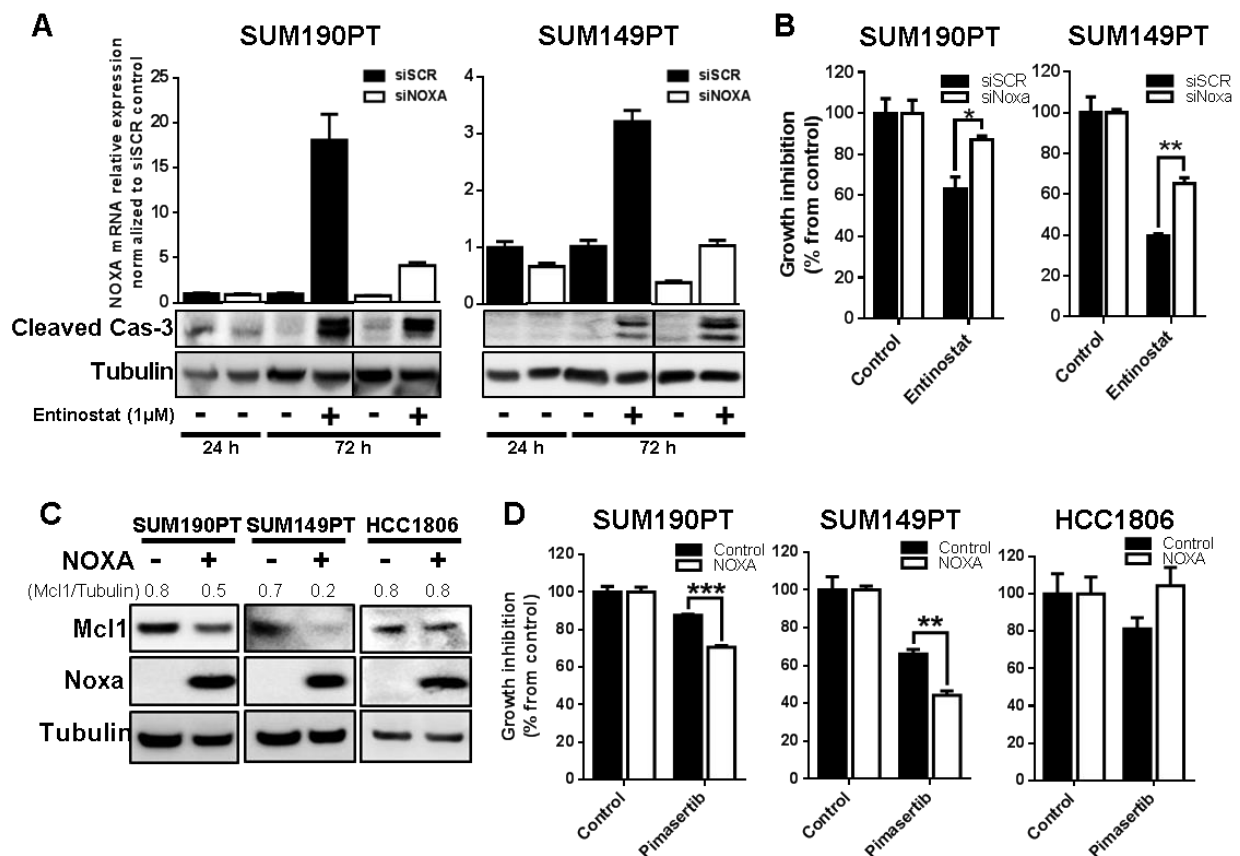 A
SUM190PT
SUM149PT
NOXA mRNA relative expression
normalized to siSCR control
25
20
15
10
5
0
siSCR
siNOXA
4
3
2
1
0
siSCR
siNOXA
Cleaved Cas-3
Tubulin
Entinostat (1µM) - - - + - + - - - + - +
24 h 72 h 24 h 72 h
B
SUM190PT
SUM149PT
Growth inhibition
(% from control)
120
100
80
60
40
20
0
siSCR
siNoxa
*
Control
Entinostat
120
100
80
60
40
20
0
siSCR
siNoxa
**
Control
Entinostat
C
SUM190PT SUM149PT HCC1806
NOXA - + - + - +
(Mcl1/Tubulin) 0.8 0.5 0.7 0.2 0.8 0.8
Mcl1
Noxa
Tubulin
D
SUM190PT
SUM149PT
HCC1806
Growth inhibition
(% from control)
120
100
80
60
40
20
0
Control
NOXA
***
Control
Pimasertib
120
100
80
60
40
20
0
Control
NOXA
**
Control
Pimasertib
120
100
80
60
80
100
120
Control
NOXA
Control
Pimasertib